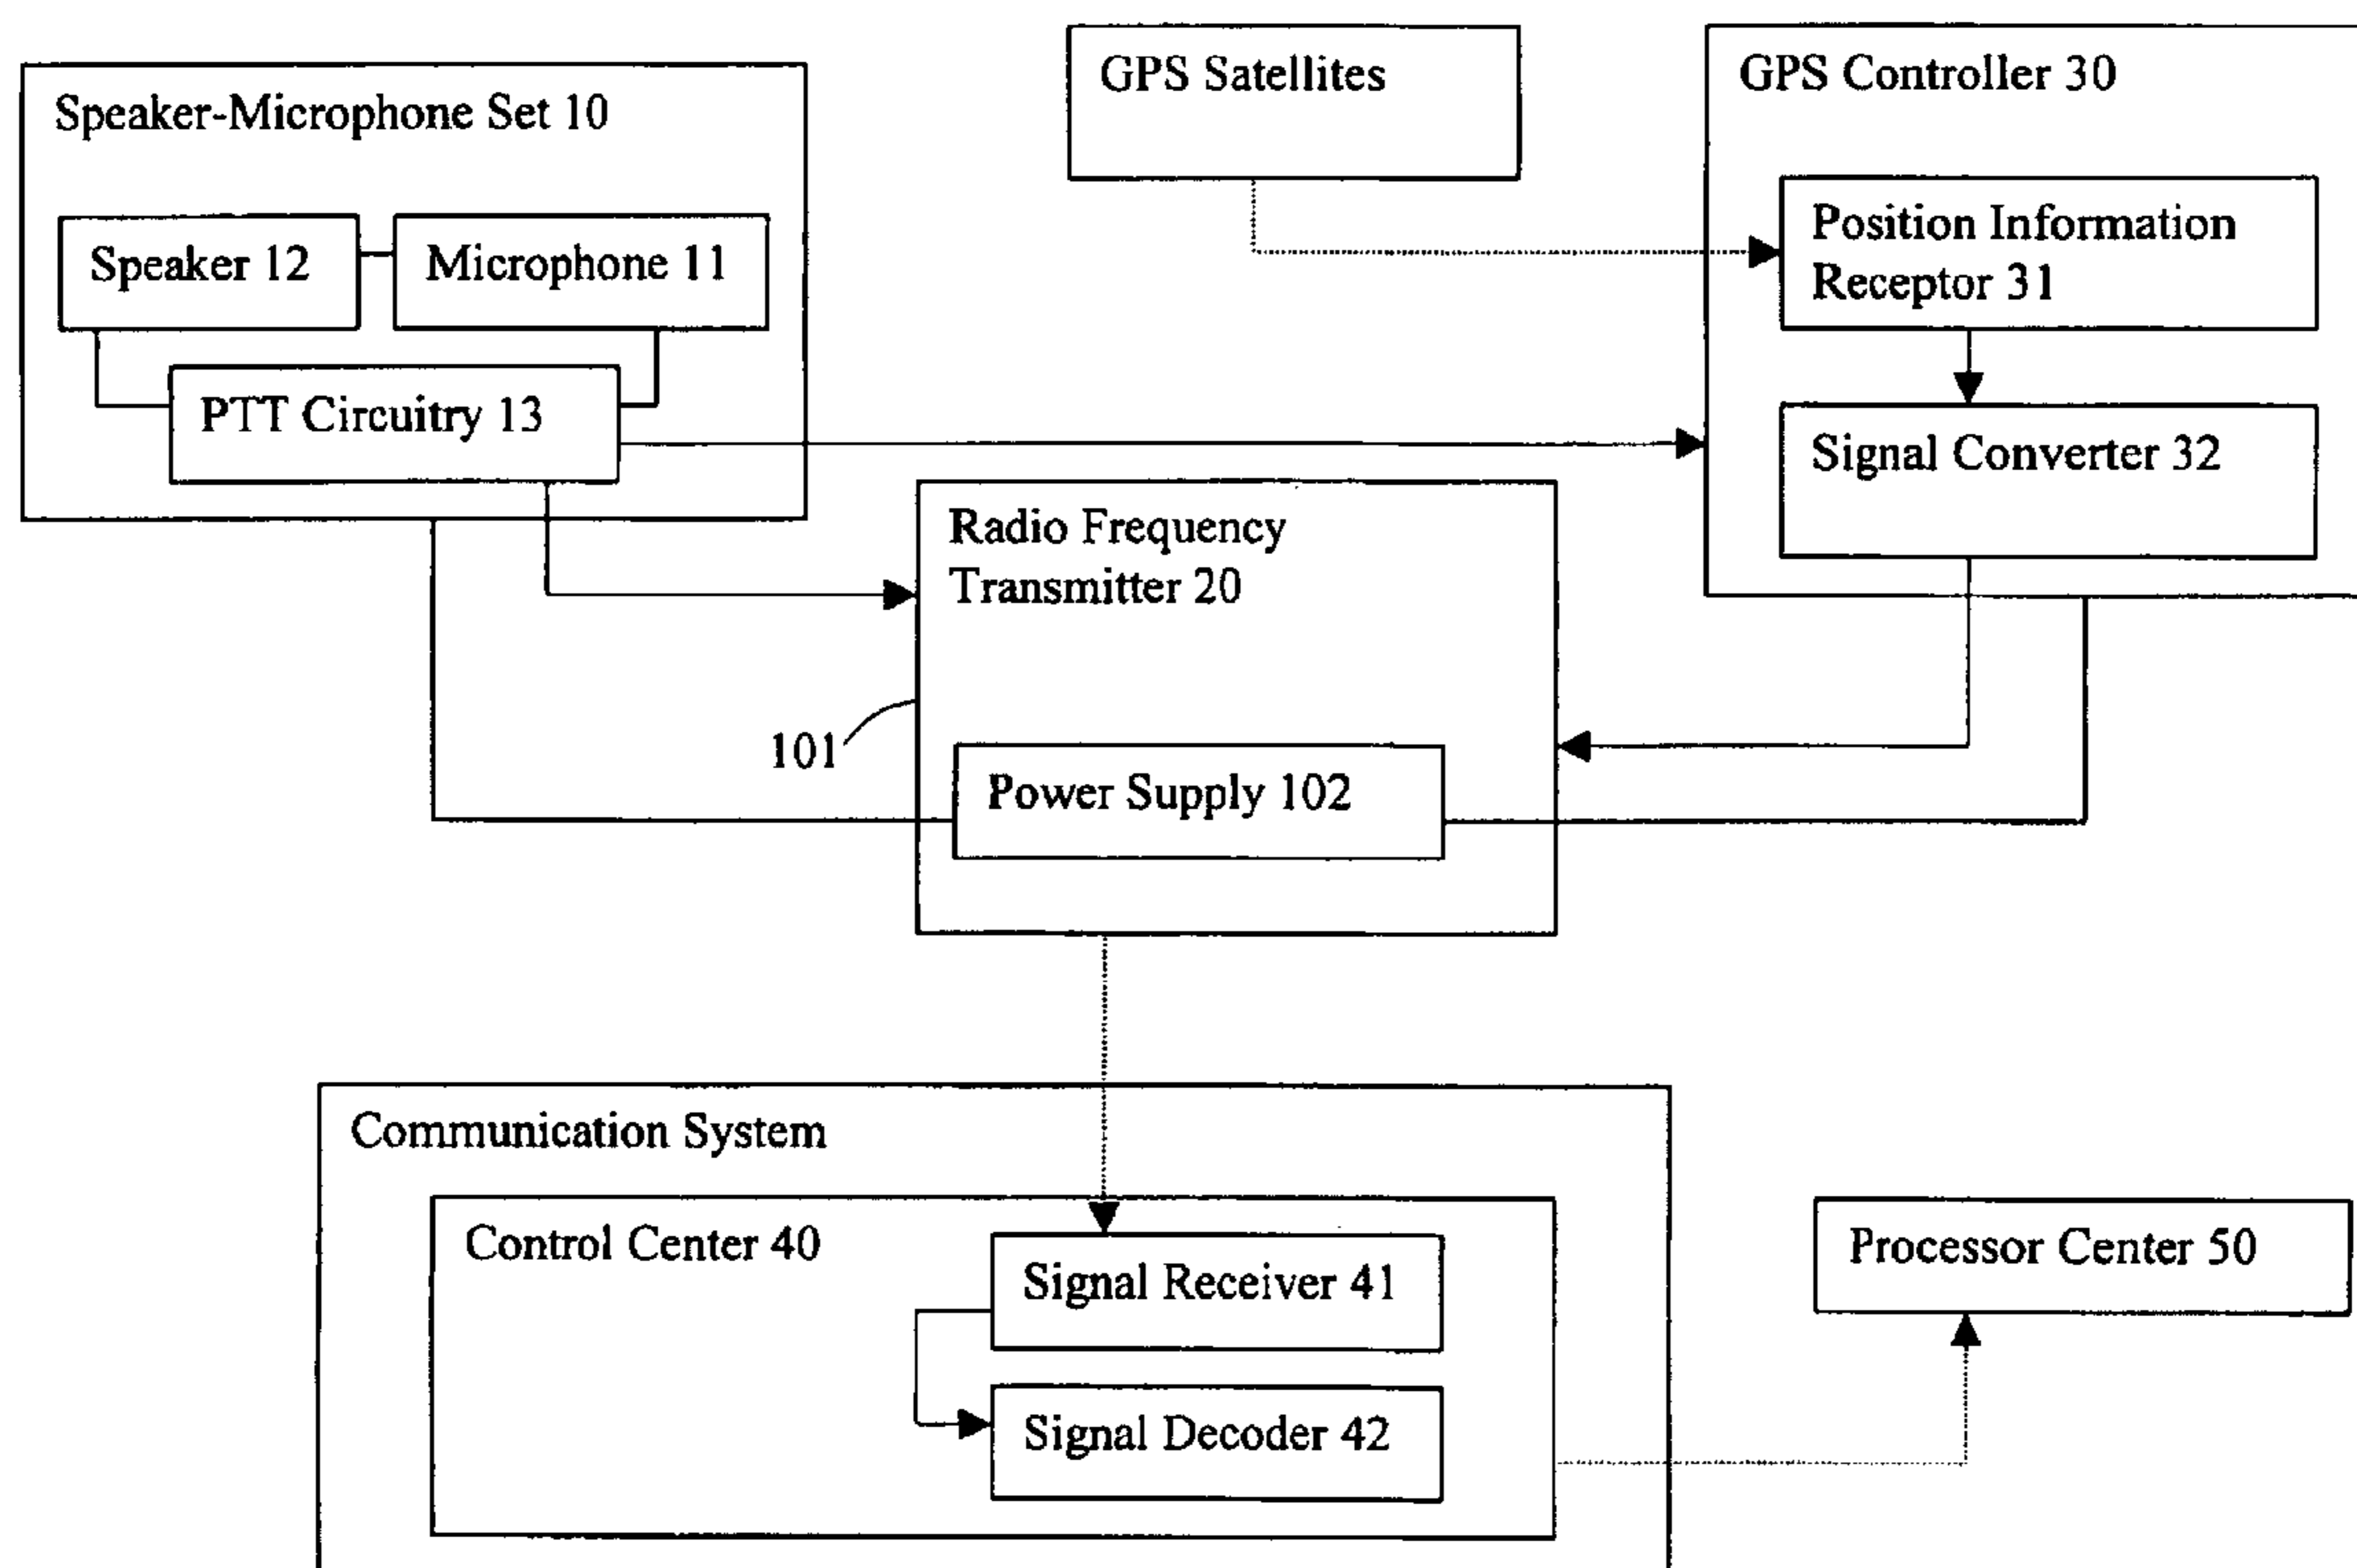 GPS Satellites
GPS Controller 30
Speaker-Microphone Set 10
Position Information
Receptor 31
Speaker 12
Microphone 11
PTT Circuitry 13
Signal Converter 32
Radio Frequency
Transmitter 20
101
Power Supply 102
Communication System
Control Center 40
Signal Receiver 41
Processor Center 50
Signal Decoder 42